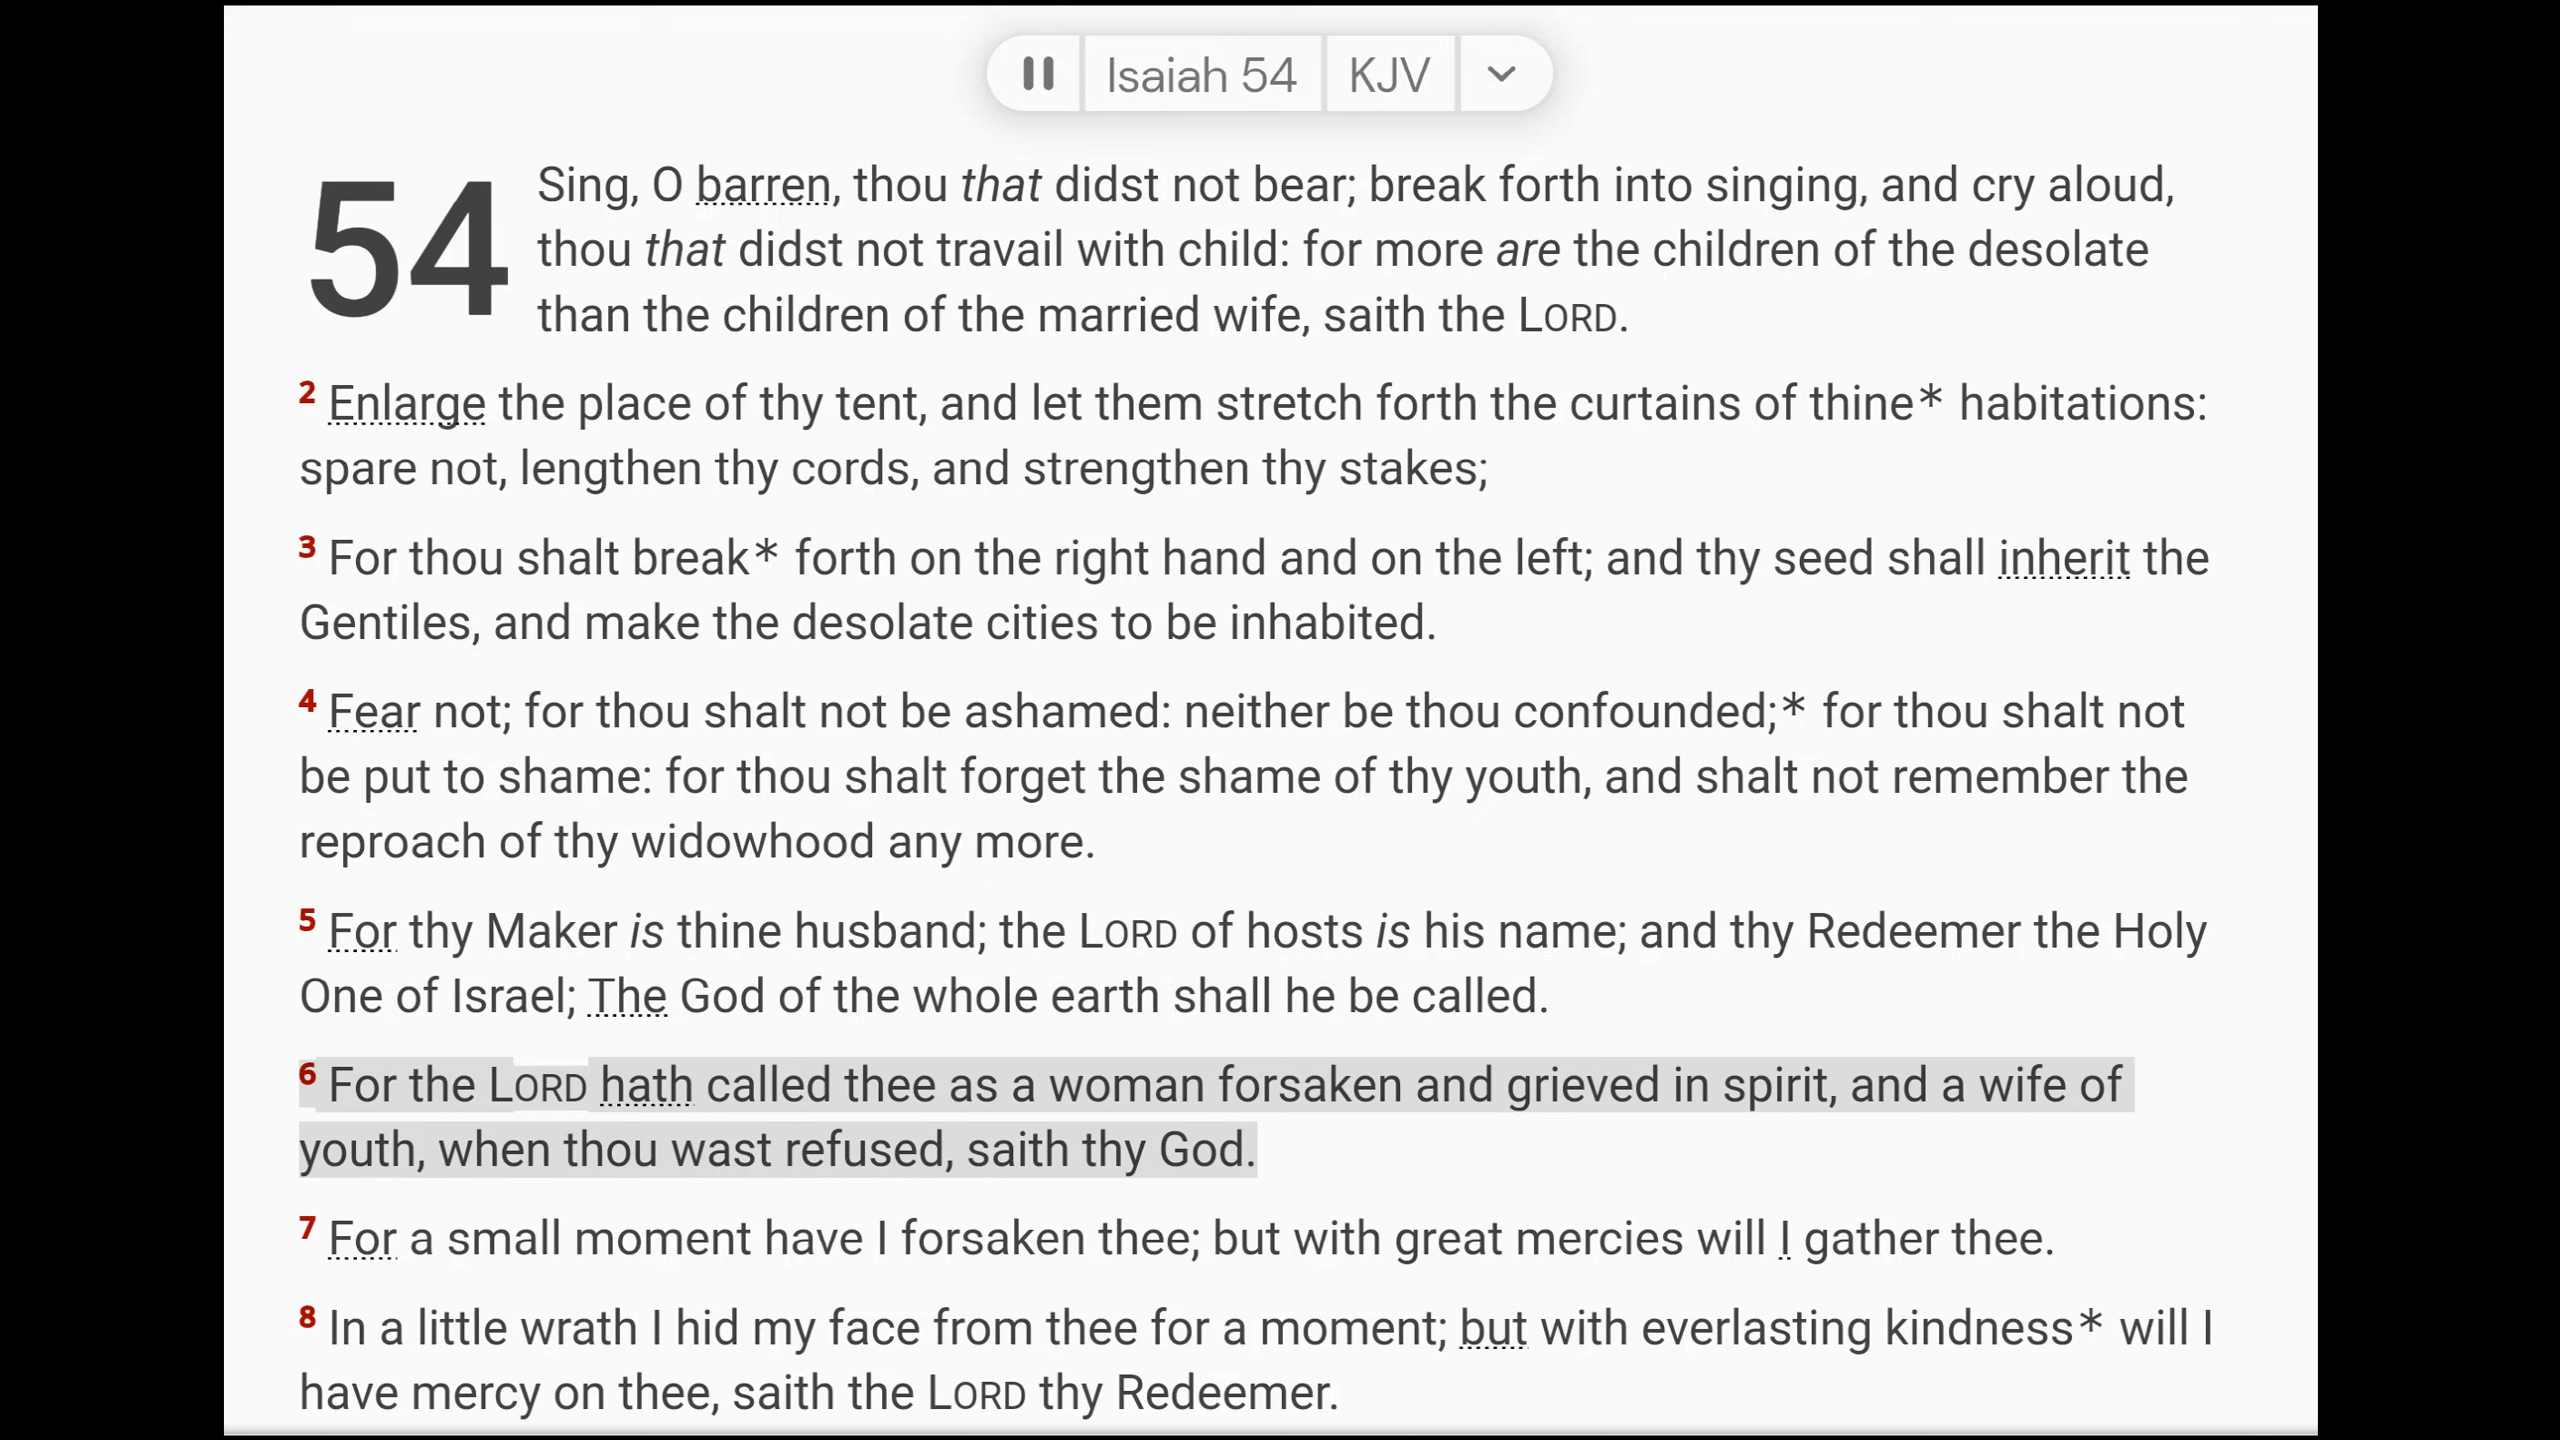 Isaiah 54 KJV
54 Sing, O barren, thou that didst not bear; break forth into singing, and cry aloud,
thou that didst not travail with child: for more are the children of the desolate
than the children of the married wife, saith the LORD.
2 Enlarge the place of thy tent, and let them stretch forth the curtains of thine* habitations:
spare not, lengthen thy cords, and strengthen thy stakes;
3 For thou shalt break* forth on the right hand and on the left; and thy seed shall inherit the
Gentiles, and make the desolate cities to be inhabited.
4 Fear not; for thou shalt not be ashamed: neither be thou confounded;* for thou shalt not
be put to shame: for thou shalt forget the shame of thy youth, and shalt not remember the
reproach of thy widowhood any more.
5 For thy Maker is thine husband; the LORD of hosts is his name; and thy Redeemer the Holy
One of Israel; The God of the whole earth shall he be called.
6 For the LORD hath called thee as a woman forsaken and grieved in spirit, and a wife of
youth, when thou wast refused, saith thy God.
7 For a small moment have I forsaken thee; but with great mercies will I gather thee.
8 In a little wrath I hid my face from thee for a moment; but with everlasting kindness* will I
have mercy on thee, saith the LORD thy Redeemer.